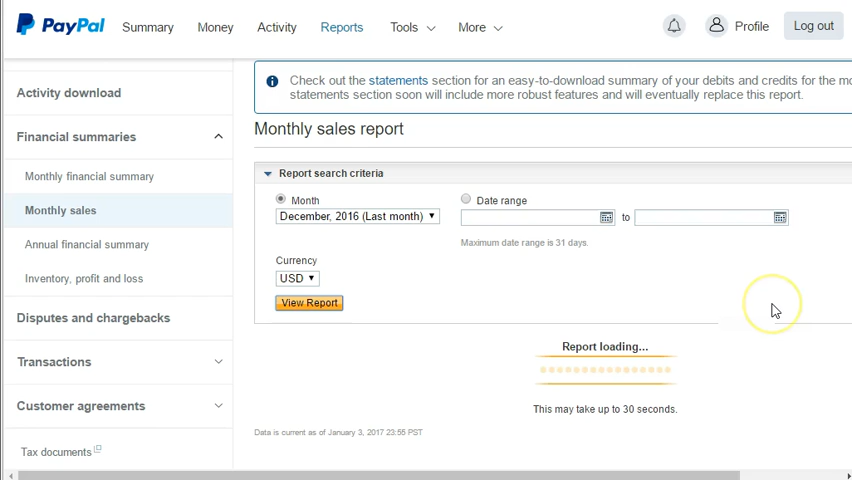 PayPal Summary Money Activity Reports Tools More Profile Log out
Activity download
Financial summaries
Monthly financial summary
Monthly sales
Annual financial summary
Inventory, profit and loss
Disputes and chargebacks
Transactions
Customer agreements
Tax documents
Check out the statements section for an easy-to-download summary of your debits and credits for the mo
statements section soon will include more robust features and will eventually replace this report.
Monthly sales report
Report search criteria
Month
December, 2016 (Last month)
Date range
to
Maximum date range is 31 days.
Currency
USD
View Report
Report loading...
This may take up to 30 seconds.
Data is current as of January 3, 2017 23:55 PST